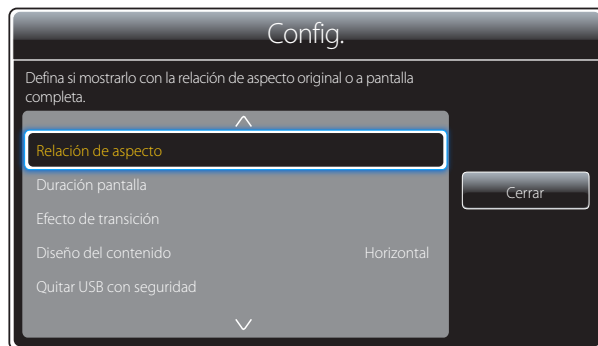 Config.
Defina si mostrarlo con la relación de aspecto original o a pantalla
completa.
Relación de aspecto
Duración pantalla
Cerrar
Efecto de transición
Diseño del contenido Horizontal
Quitar USB con seguridad